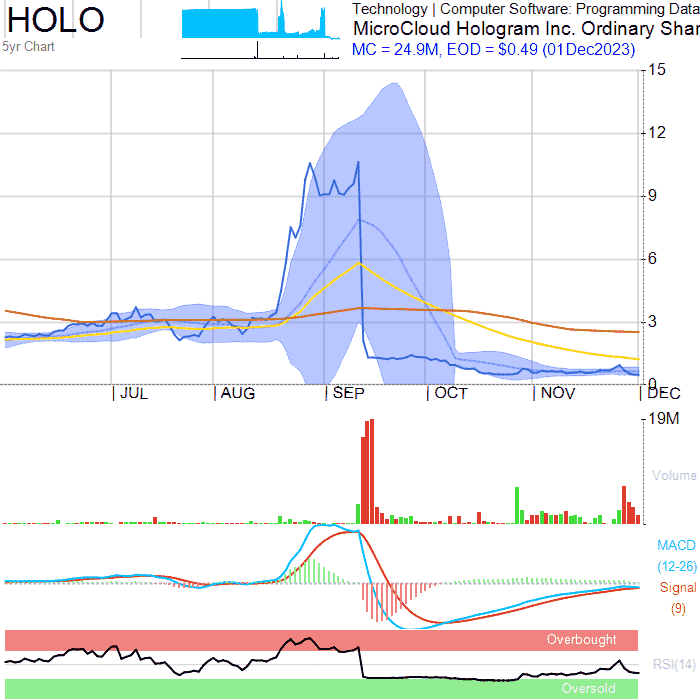 HOLO
5yr Chart
Technology | Computer Software: Programming Data
MicroCloud Hologram Inc. Ordinary Shar
MC = 24.9M, EOD = $0.49 (01Dec2023)
15
12
9
6
3
0
JUL
AUG
SEP
OCT
NOV
DEC
19M
Volume
MACD
(12-26)
Signal
(9)
Overbought
RSI(14)
Oversold